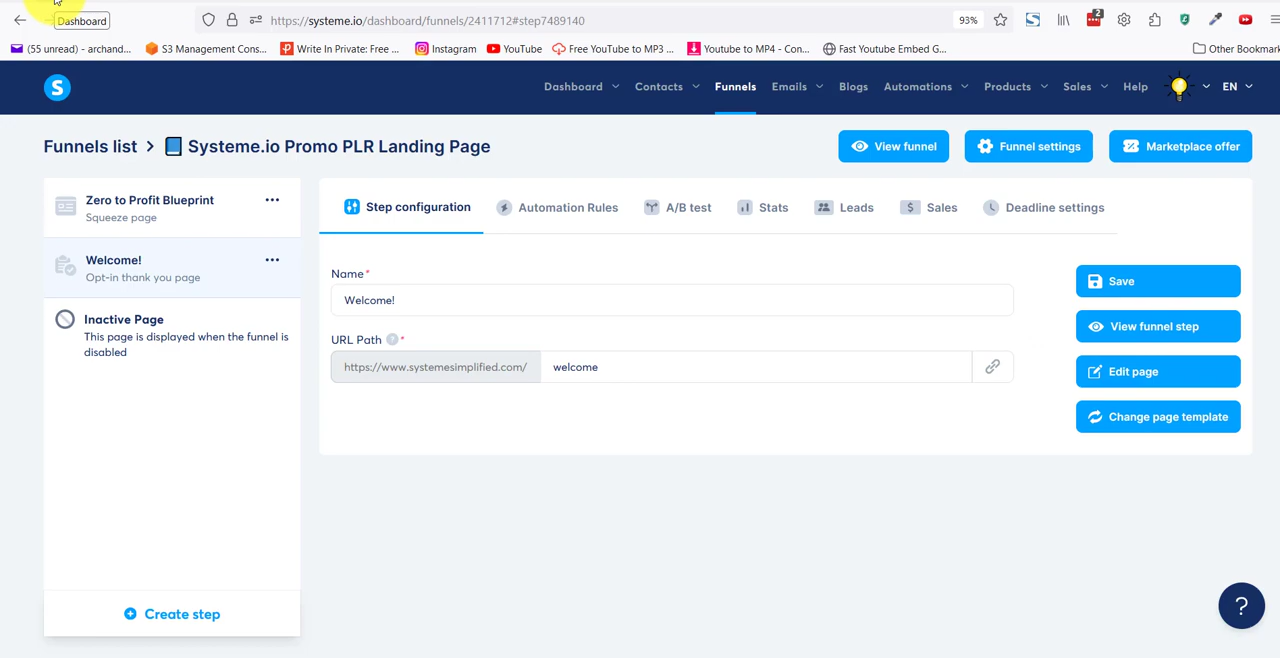 Dashboard
https://systeme.io/dashboard/funnels/2411712#step7489140
93%
2
(55 unread) - archand...
S3 Management Cons...
Write In Private: Free ...
Instagram
YouTube
Free YouTube to MP3 ...
Youtube to MP4 - Con...
Fast Youtube Embed G...
Other Bookmark
S
Dashboard
Contacts
Funnels
Emails
Blogs
Automations
Products
Sales
Help
EN
Funnels list > Systeme.io Promo PLR Landing Page
View funnel
Funnel settings
Marketplace offer
Zero to Profit Blueprint
Squeeze page
Welcome!
Opt-in thank you page
Inactive Page
This page is displayed when the funnel is
disabled
Create step
Step configuration
Automation Rules
A/B test
Stats
Leads
Sales
Deadline settings
Name*
Welcome!
URL Path ? *
https://www.systemesimplified.com/
welcome
Save
View funnel step
Edit page
Change page template
?